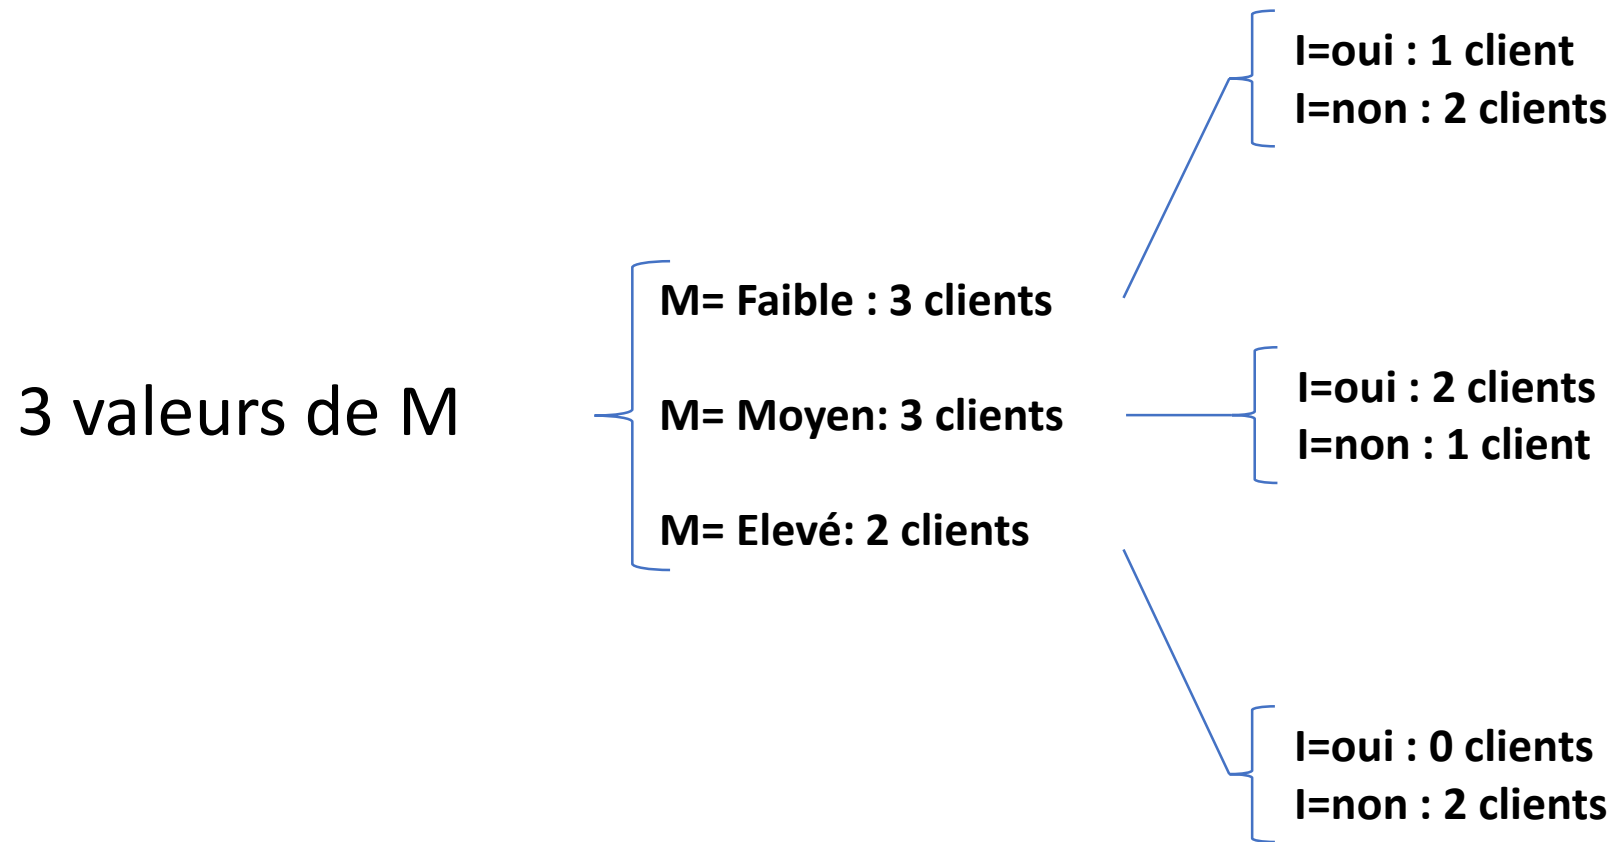 3 valeurs de M
M= Faible : 3 clients
M= Moyen: 3 clients
M= Elevé: 2 clients
I=oui : 1 client
I=non : 2 clients
I=oui : 2 clients
I=non : 1 client
I=oui : 0 clients
I=non : 2 clients